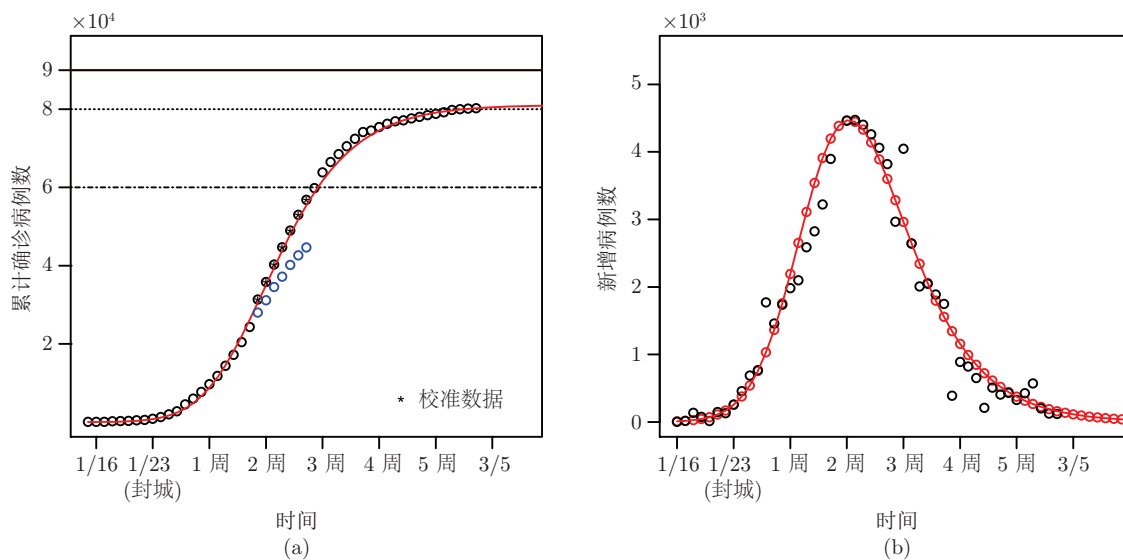 ×10⁴
9
8
6
4
2
累计确诊病例数
* 校准数据
1/16 1/23 1 周 2 周 3 周 4 周 5 周 3/5
(封城)
时间
(a)
×10³
5
4
3
2
1
0
新增病例数
1/16 1/23 1 周 2 周 3 周 4 周 5 周 3/5
(封城)
时间
(b)